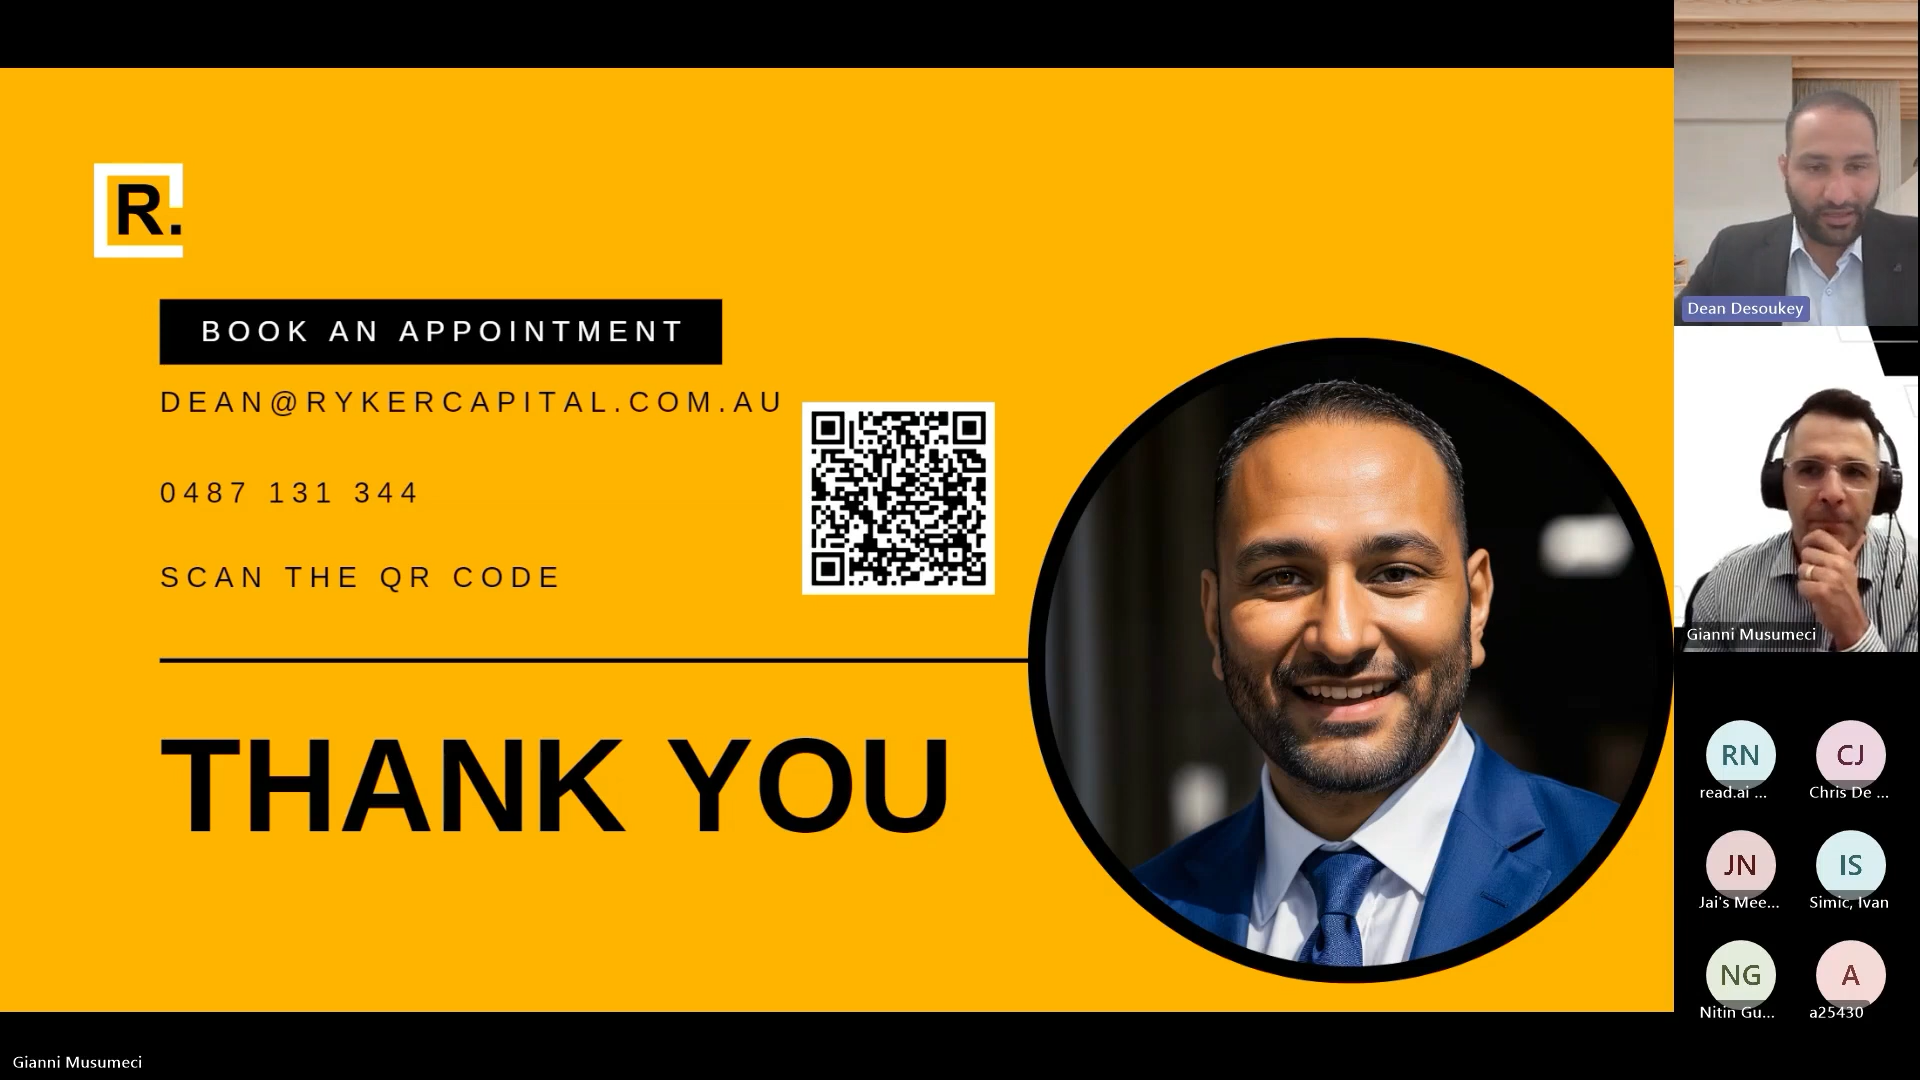 R.
BOOK AN APPOINTMENT
DEAN@RYKERCAPITAL.COM.AU
0487 131 344
SCAN THE QR CODE
THANK YOU
Dean Desoukey
Gianni Musumeci
RN
CJ
read.ai ...
Chris De ...
JN
IS
Jai's Mee...
Simic, Ivan
NG
A
Nitin Gu...
a25430
Gianni Musumeci